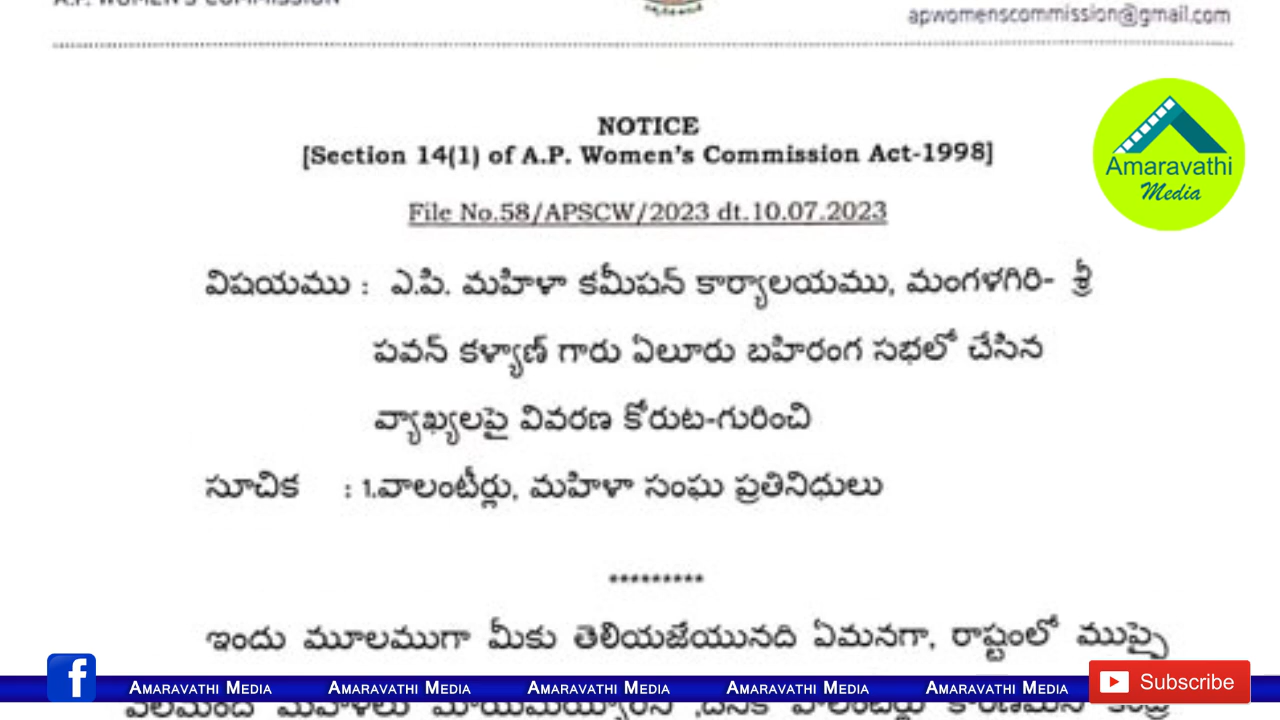 A.P. WOMEN'S COMMISSION
apwomenscommission@gmail.com
NOTICE
[Section 14(1) of A.P. Women's Commission Act-1998]
File No.58/APSCW/2023 dt.10.07.2023
విషయము : ఎ.పి. మహిళా కమీషన్ కార్యాలయము, మంగళగిరి- శ్రీ
పవన్ కళ్యాణ్ గారు ఏలూరు బహిరంగ సభలో చేసిన
వ్యాఖ్యలపై వివరణ కోరుట-గురించి
సూచిక : 1.వాలంటీర్లు, మహిళా సంఘ ప్రతినిధులు
*********
ఇందు మూలముగా మీకు తెలియజేయునది ఏమనగా, రాష్ట్రంలో ముప్పై
Amaravathi
Media
Amaravathi Media Amaravathi Media Amaravathi Media Amaravathi Media Amaravathi Media
Subscribe